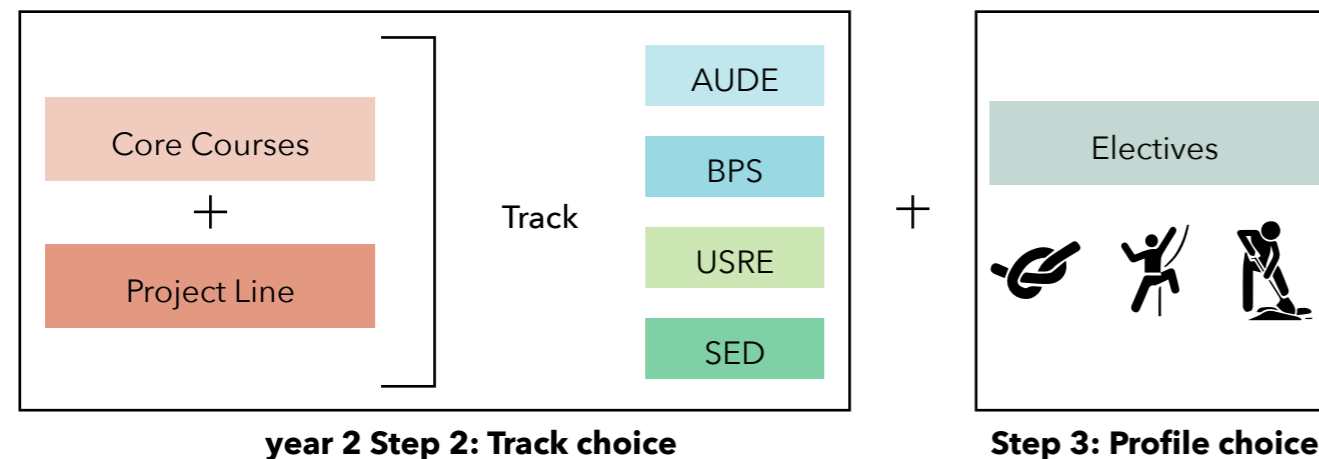 Core Courses
+
Project Line
Track
AUDE
BPS
USRE
SED
+
Electives
year 2 Step 2: Track choice
Step 3: Profile choice